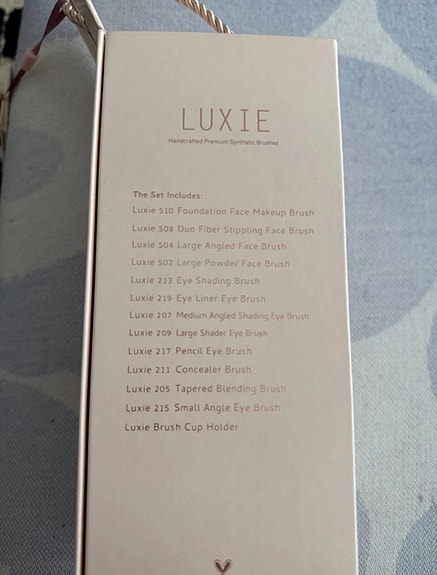 LUXIE
Handcrafted Premium Synthetic Brushes
The Set Includes:
Luxie 510 Foundation Face Makeup Brush
Luxie 508 Duo Fiber Stippling Face Brush
Luxie 504 Large Angled Face Brush
Luxie 502 Large Powder Face Brush
Luxie 213 Eye Shading Brush
Luxie 219 Eye Liner Eye Brush
Luxie 207 Medium Angled Shading Eye Brush
Luxie 209 Large Shader Eye Brush
Luxie 217 Pencil Eye Brush
Luxie 211 Concealer Brush
Luxie 205 Tapered Blending Brush
Luxie 215 Small Angle Eye Brush
Luxie Brush Cup Holder